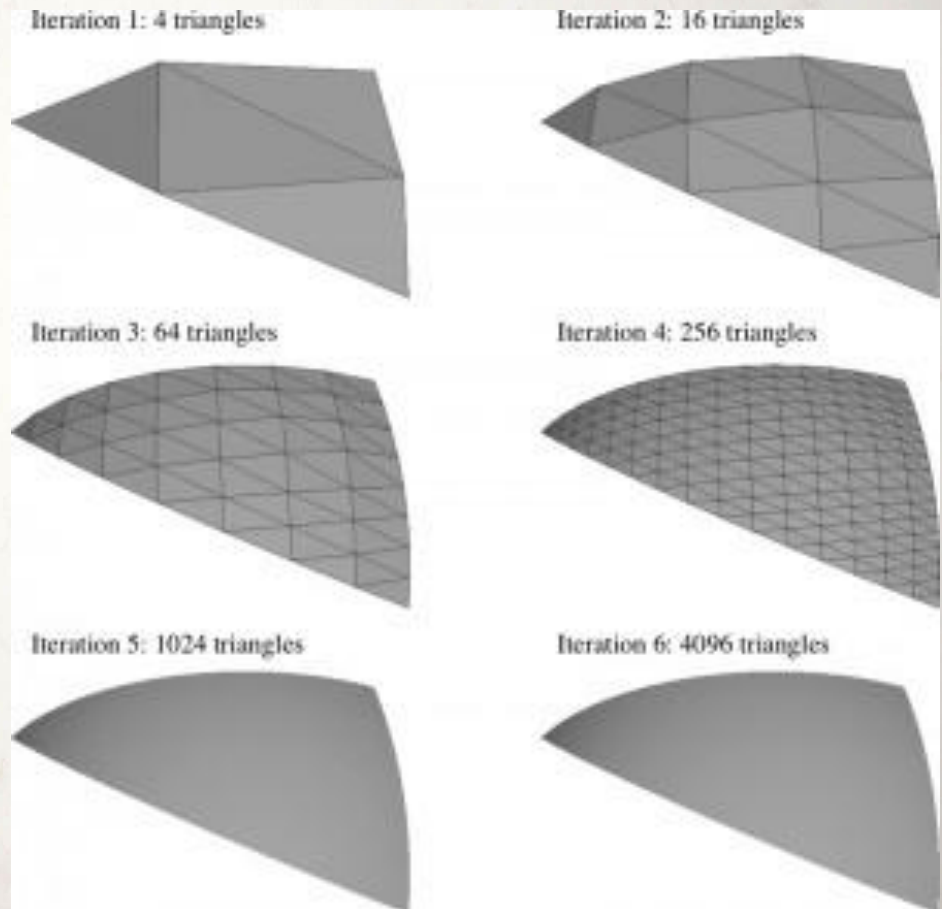 Iteration 1: 4 triangles
Iteration 2: 16 triangles
Iteration 3: 64 triangles
Iteration 4: 256 triangles
Iteration 5: 1024 triangles
Iteration 6: 4096 triangles